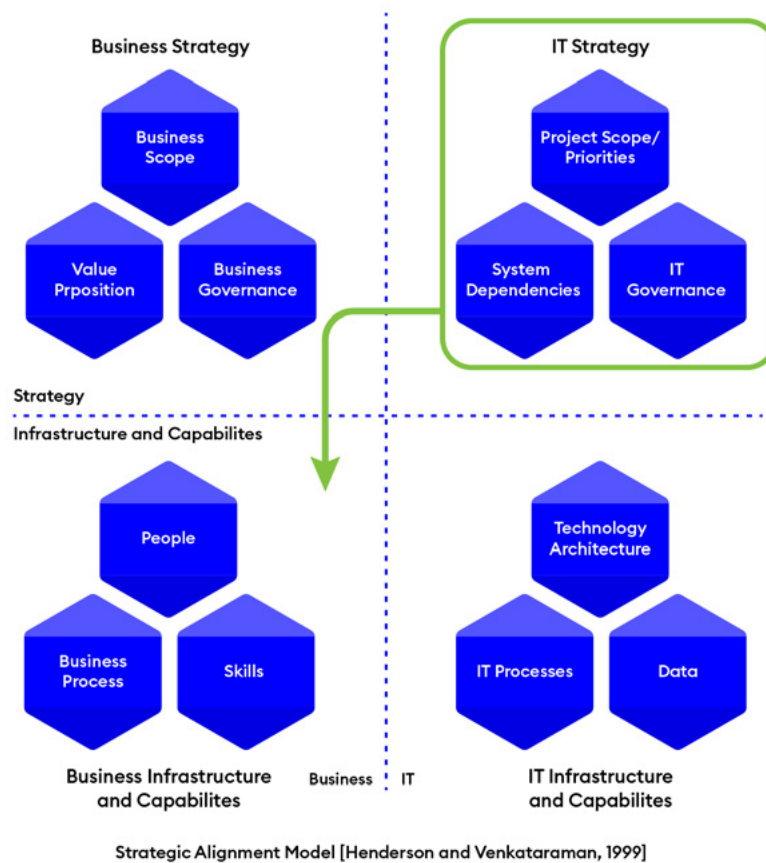 Business Strategy
IT Strategy
Business
Scope
Project Scope/
Priorities
Value
Prposition
Business
Governance
System
Dependencies
IT
Governance
Strategy
Infrastructure and Capabilites
People
Technology
Architecture
Business
Process
Skills
IT Processes
Data
Business Infrastructure
and Capabilites
Business
IT
IT Infrastructure
and Capabilites
Strategic Alignment Model [Henderson and Venkataraman, 1999]